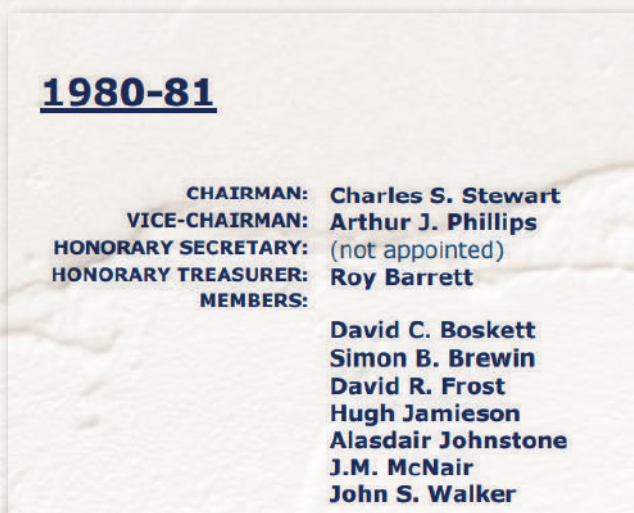 1980-81
CHAIRMAN: Charles S. Stewart
VICE-CHAIRMAN: Arthur J. Phillips
HONORARY SECRETARY: (not appointed)
HONORARY TREASURER: Roy Barrett
MEMBERS:
David C. Boskett
Simon B. Brewin
David R. Frost
Hugh Jamieson
Alasdair Johnstone
J.M. McNair
John S. Walker